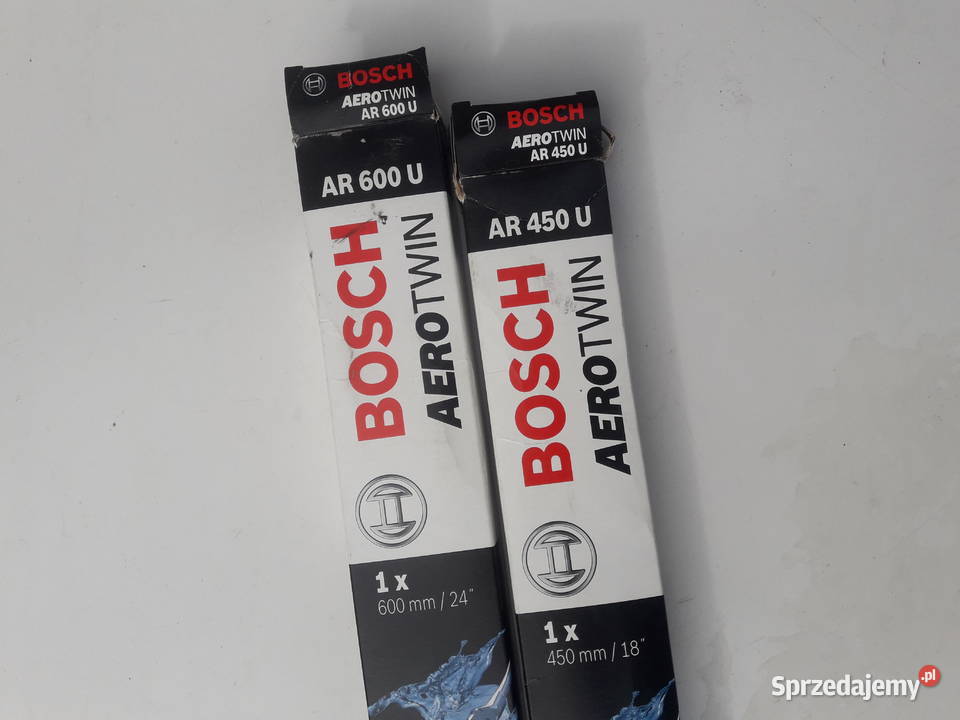 BOSCH
AEROTWIN
AR 600 U
AR 600 U
BOSCH
AEROTWIN
1 x
600 mm / 24"
BOSCH
AEROTWIN
AR 450 U
AR 450 U
BOSCH
AEROTWIN
1 x
450 mm / 18"
Sprzedajemy.pl